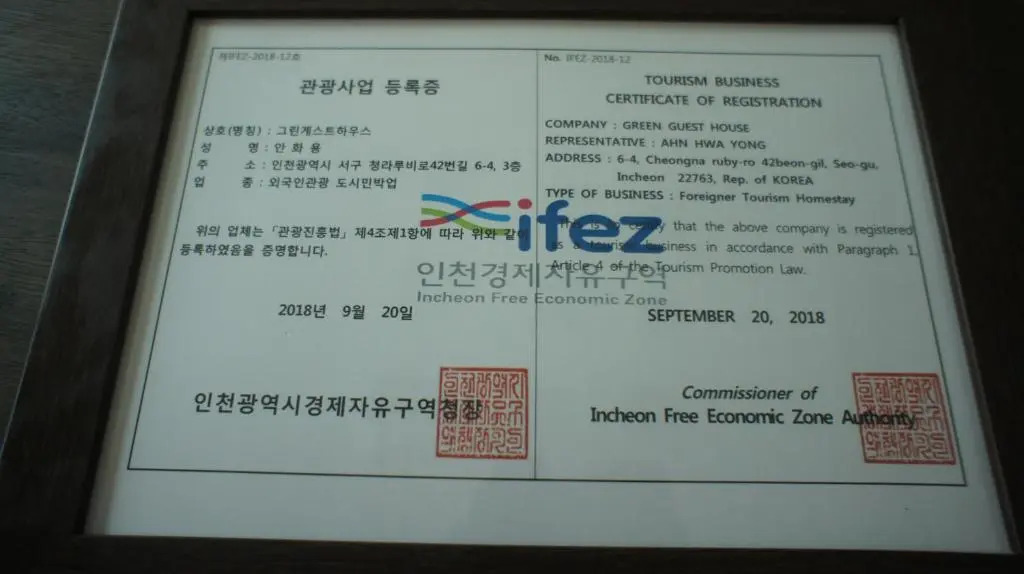 제IFEZ-2018-12호
관광사업 등록증
상호(명칭) : 그린게스트하우스
성 명 : 안 화 용
주 소 : 인천광역시 서구 청라루비로42번길 6-4, 3층
업 종 : 외국인관광 도시민박업
위의 업체는 「관광진흥법」 제4조제1항에 따라 위와 같이
등록하였음을 증명합니다.
2018년 9월 20일
인천광역시경제자유구역청장
No. IFEZ-2018-12
TOURISM BUSINESS
CERTIFICATE OF REGISTRATION
COMPANY : GREEN GUEST HOUSE
REPRESENTATIVE : AHN HWA YONG
ADDRESS : 6-4, Cheongna ruby-ro 42beon-gil, Seo-gu,
Incheon 22763, Rep. of KOREA
TYPE OF BUSINESS : Foreigner Tourism Homestay
This is to certify that the above company is registered
as a tourism business in accordance with Paragraph 1,
Article 4 of the Tourism Promotion Law.
SEPTEMBER 20, 2018
Commissioner of
Incheon Free Economic Zone Authority
ifez
인천경제자유구역
Incheon Free Economic Zone